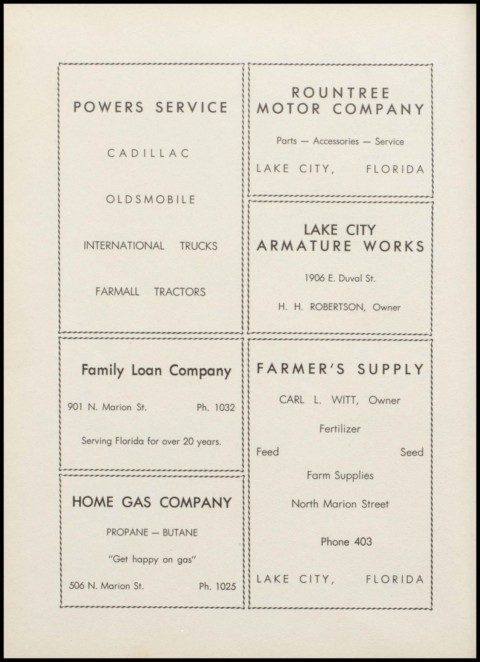 POWERS SERVICE
CADILLAC
OLDSMOBILE
INTERNATIONAL TRUCKS
FARMALL TRACTORS
Family Loan Company
901 N. Marion St. Ph. 1032
Serving Florida for over 20 years.
HOME GAS COMPANY
PROPANE — BUTANE
"Get happy on gas"
506 N. Marion St. Ph. 1025
ROUNTREE
MOTOR COMPANY
Parts — Accessories — Service
LAKE CITY, FLORIDA
LAKE CITY
ARMATURE WORKS
1906 E. Duval St.
H. H. ROBERTSON, Owner
FARMER'S SUPPLY
CARL L. WITT, Owner
Fertilizer
Feed Seed
Farm Supplies
North Marion Street
Phone 403
LAKE CITY, FLORIDA